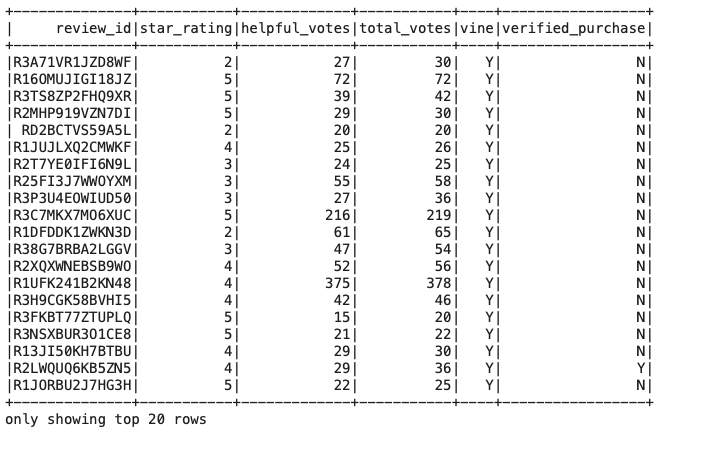 +--------------+-----------+-------------+-----------+----+-----------------+
|     review_id|star_rating|helpful_votes|total_votes|vine|verified_purchase|
+--------------+-----------+-------------+-----------+----+-----------------+
|R3A71VR1JZD8WF|          2|           27|         30|   Y|                N|
|R16OMUJIGI18JZ|          5|           72|         72|   Y|                N|
|R3TS8ZP2FHQ9XR|          5|           39|         42|   Y|                N|
|R2MHP919VZN7DI|          5|           29|         30|   Y|                N|
| RD2BCTVS59A5L|          2|           20|         20|   Y|                N|
|R1JUJLXQ2CMWKF|          4|           25|         26|   Y|                N|
|R2T7YE0IFI6N9L|          3|           24|         25|   Y|                N|
|R25FI3J7WWOYXM|          3|           55|         58|   Y|                N|
|R3P3U4EOWIUD50|          3|           27|         36|   Y|                N|
|R3C7MKX7MO6XUC|          5|          216|        219|   Y|                N|
|R1DFDDK1ZWKN3D|          2|           61|         65|   Y|                N|
|R38G7BRBA2LGGV|          3|           47|         54|   Y|                N|
|R2XQXWNEBSB9WO|          4|           52|         56|   Y|                N|
|R1UFK241B2KN48|          4|          375|        378|   Y|                N|
|R3H9CGK58BVHI5|          4|           42|         46|   Y|                N|
|R3FKBT77ZTUPLQ|          5|           15|         20|   Y|                N|
|R3NSXBUR3O1CE8|          5|           21|         22|   Y|                N|
|R13JI50KH7BTBU|          4|           29|         30|   Y|                N|
|R2LWQUQ6KB5ZN5|          4|           29|         36|   Y|                Y|
|R1JORBU2J7HG3H|          5|           22|         25|   Y|                N|
+--------------+-----------+-------------+-----------+----+-----------------+
only showing top 20 rows